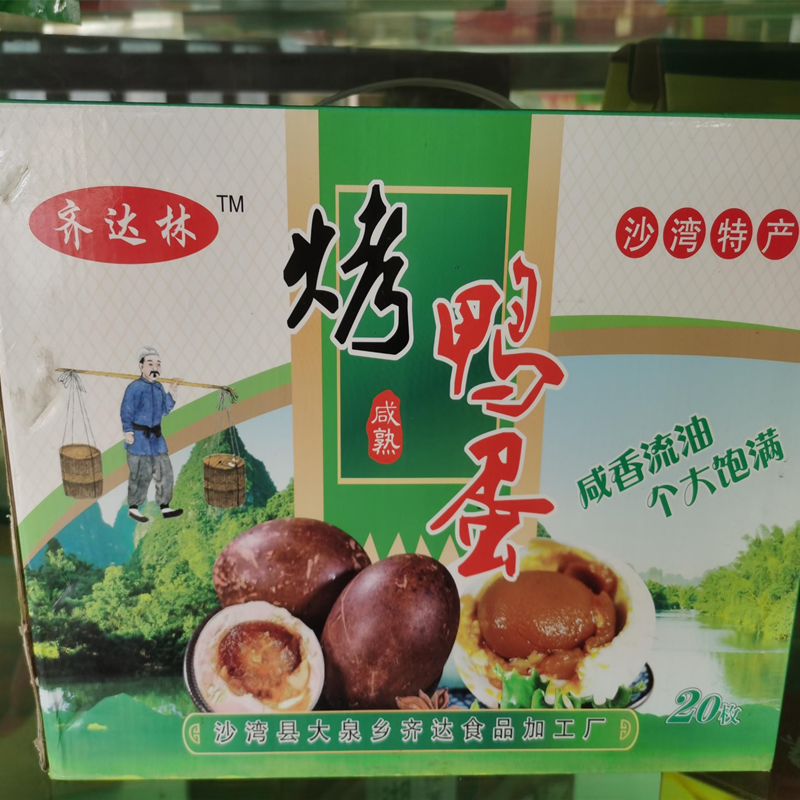 齐达林 TM
沙湾特产
烤鸭蛋
咸熟
咸香流油
个大饱满
20枚
沙湾县大泉乡齐达食品加工厂